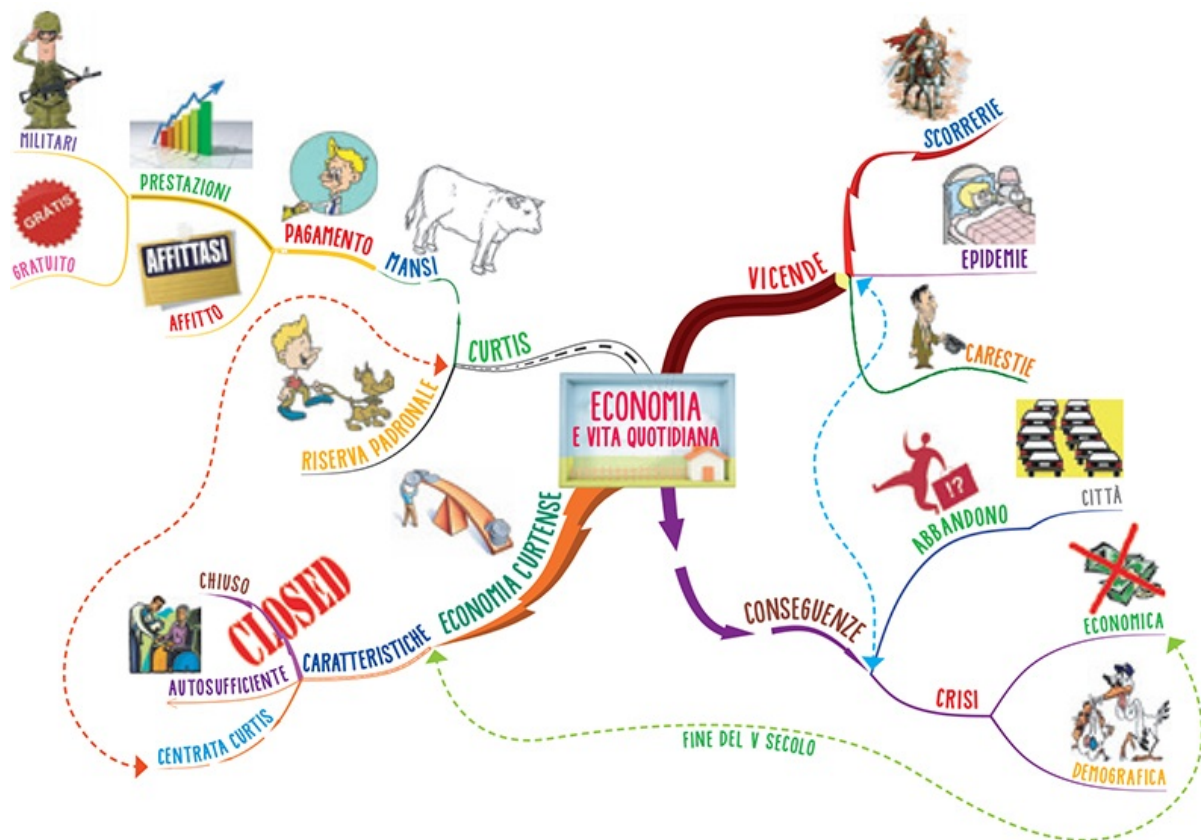 ECONOMIA
E VITA QUOTIDIANA
VICENDE
SCORRERIE
EPIDEMIE
CARESTIE
CONSEGUENZE
ABBANDONO
!?
CITTÀ
CRISI
ECONOMICA
DEMOGRAFICA
FINE DEL V SECOLO
ECONOMIA CURTENSE
CARATTERISTICHE
CHIUSO
CLOSED
AUTOSUFFICIENTE
CENTRATA CURTIS
CURTIS
RISERVA PADRONALE
MANSI
PAGAMENTO
PRESTAZIONI
MILITARI
GRATIS
GRATUITO
AFFITTASI
AFFITTO